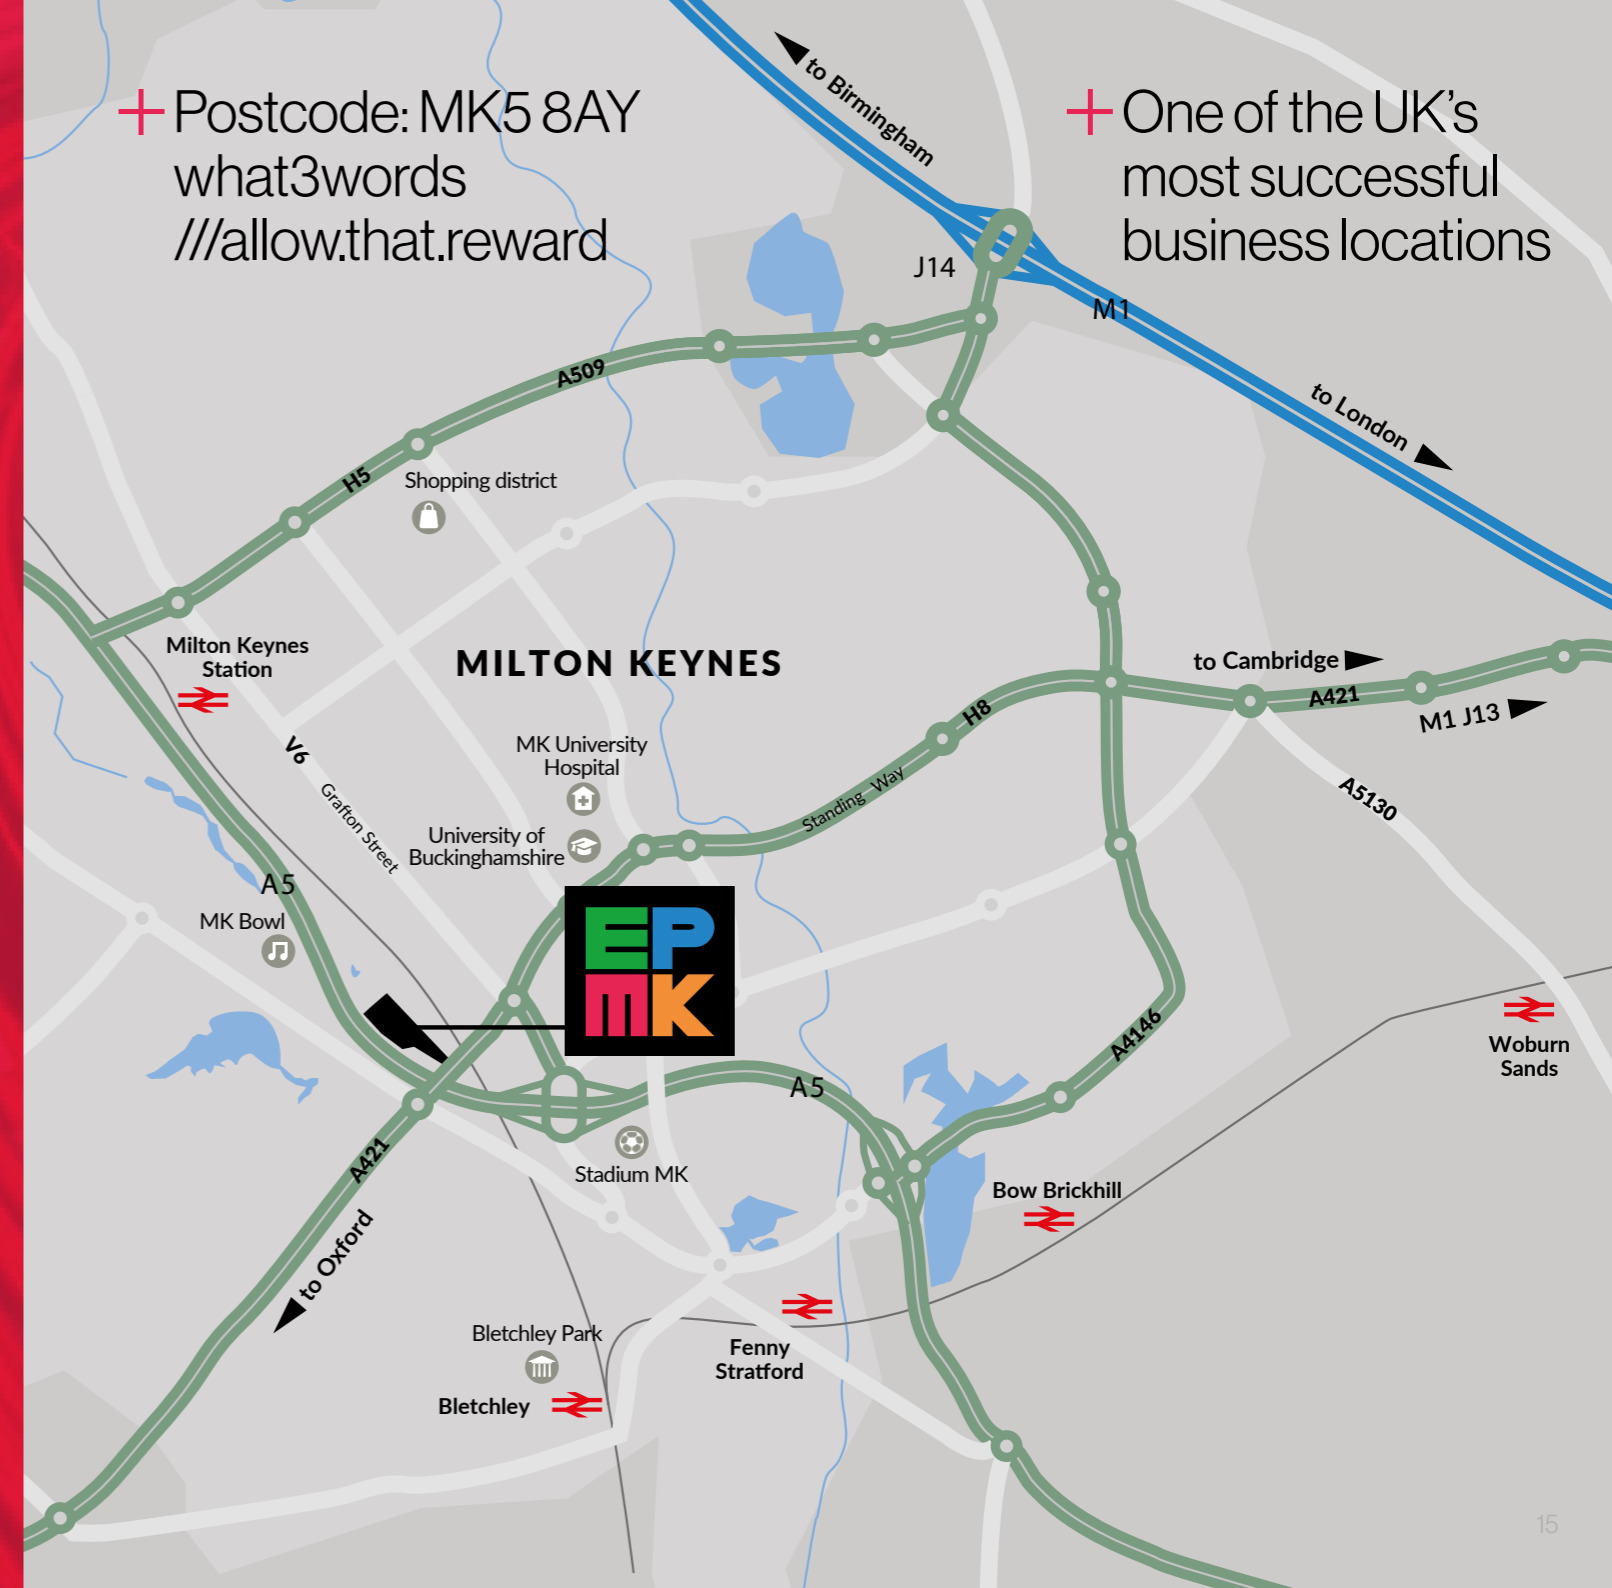 Postcode: MK5 8AY
what3words
///allow.that.reward
One of the UK's
most successful
business locations
to Birmingham
J14
M1
to London
A509
H5
Shopping district
Milton Keynes
Station
MILTON KEYNES
to Cambridge
A421
M1 J13
H8
V6
Grafton Street
MK University
Hospital
Standing Way
A5130
University of
Buckinghamshire
A5
MK Bowl
EP
MK
A4146
Woburn
Sands
A5
A421
Stadium MK
Bow Brickhill
to Oxford
Bletchley Park
Fenny
Stratford
Bletchley
15